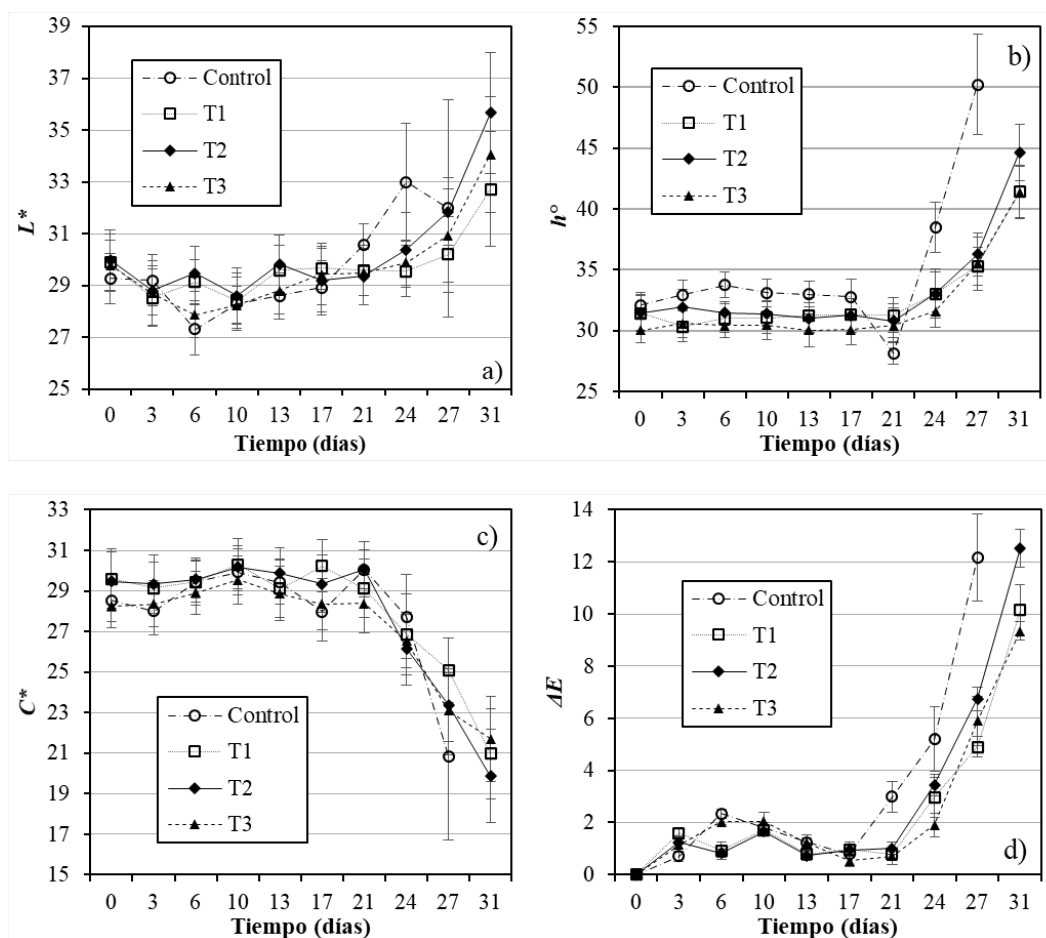 39
37
35
33
31
29
27
25
L*
Control
T1
T2
T3
a)
0 3 6 10 13 17 21 24 27 31
Tiempo (días)
55
50
45
40
35
30
25
h°
b)
Control
T1
T2
T3
0 3 6 10 13 17 21 24 27 31
Tiempo (días)
33
31
29
27
25
23
21
19
17
15
C*
c)
Control
T1
T2
T3
0 3 6 10 13 17 21 24 27 31
Tiempo (días)
14
12
10
8
6
4
2
0
ΔE
Control
T1
T2
T3
d)
0 3 6 10 13 17 21 24 27 31
Tiempo (días)